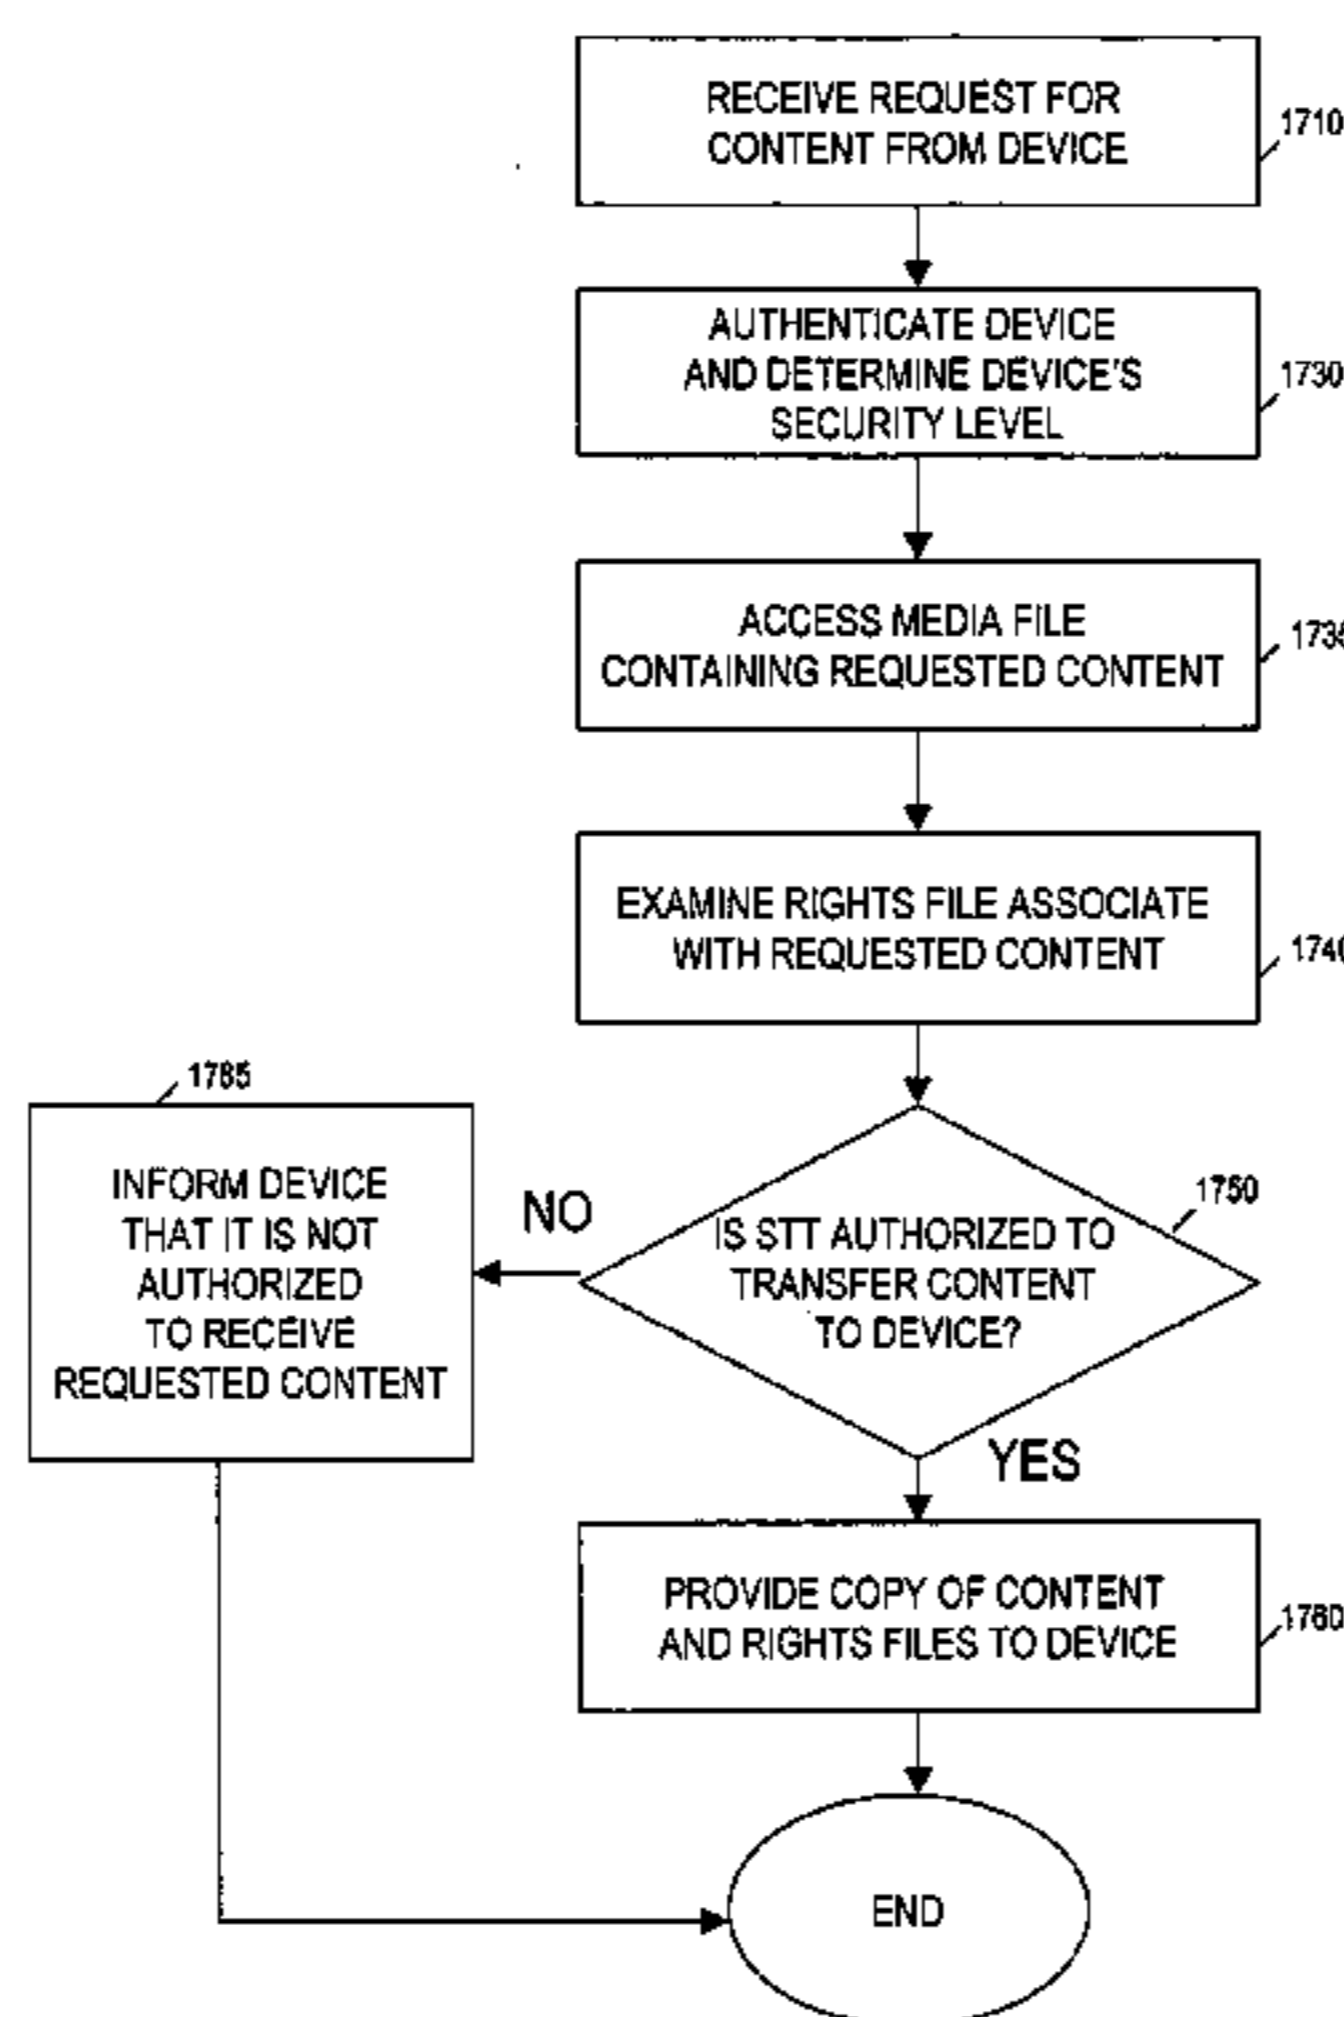 RECEIVE REQUEST FOR
CONTENT FROM DEVICE
1710
AUTHENTICATE DEVICE
AND DETERMINE DEVICE'S
SECURITY LEVEL
1730
ACCESS MEDIA FILE
CONTAINING REQUESTED CONTENT
1735
EXAMINE RIGHTS FILE ASSOCIATE
WITH REQUESTED CONTENT
1740
1765
INFORM DEVICE
THAT IT IS NOT
AUTHORIZED
TO RECEIVE
REQUESTED CONTENT
NO
1750
IS STT AUTHORIZED TO
TRANSFER CONTENT
TO DEVICE?
YES
PROVIDE COPY OF CONTENT
AND RIGHTS FILES TO DEVICE
1760
END